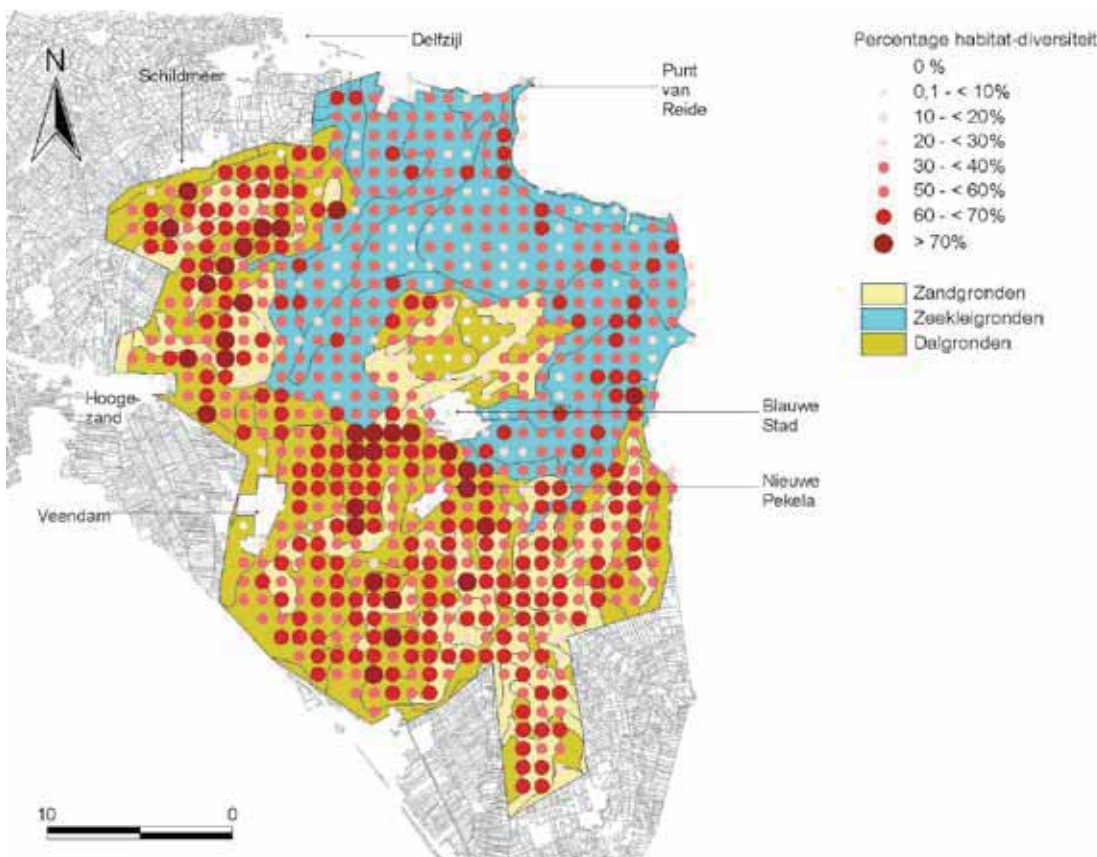 Delfzijl
Schildmeer
N
Punt
van
Reide
Hooge-
zand
Veendam
Blauwe
Stad
Nieuwe
Pekela
10 0
Percentage habitat-diversiteit
0 %
0,1 - < 10%
10 - < 20%
20 - < 30%
30 - < 40%
50 - < 60%
60 - < 70%
> 70%
Zandgronden
Zeekleigronden
Dalgronden